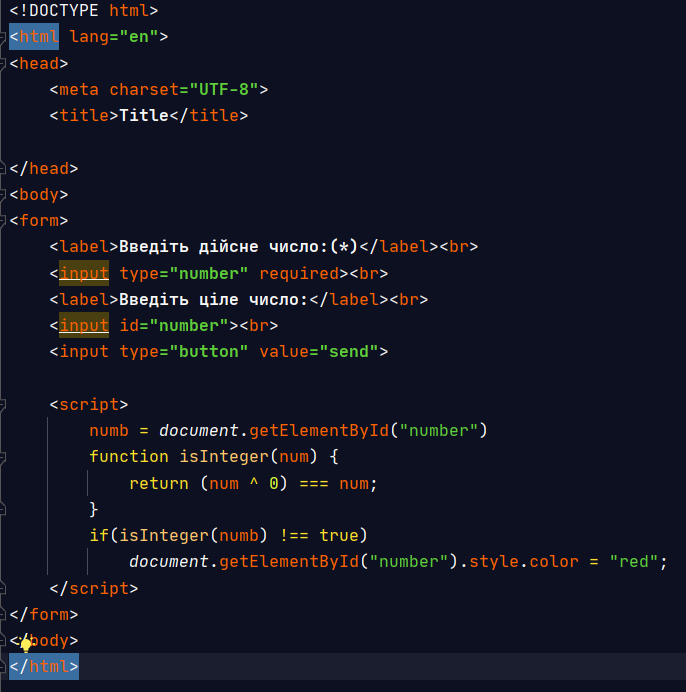 <!DOCTYPE html>
<html lang="en">
<head>
    <meta charset="UTF-8">
    <title>Title</title>

</head>
<body>
<form>
    <label>Введіть дійсне число:(*)</label><br>
    <input type="number" required><br>
    <label>Введіть ціле число:</label><br>
    <input id="number"><br>
    <input type="button" value="send">

    <script>
        numb = document.getElementById("number")
        function isInteger(num) {
            return (num ^ 0) === num;
        }
        if(isInteger(numb) !== true)
            document.getElementById("number").style.color = "red";
    </script>
</form>
</body>
</html>